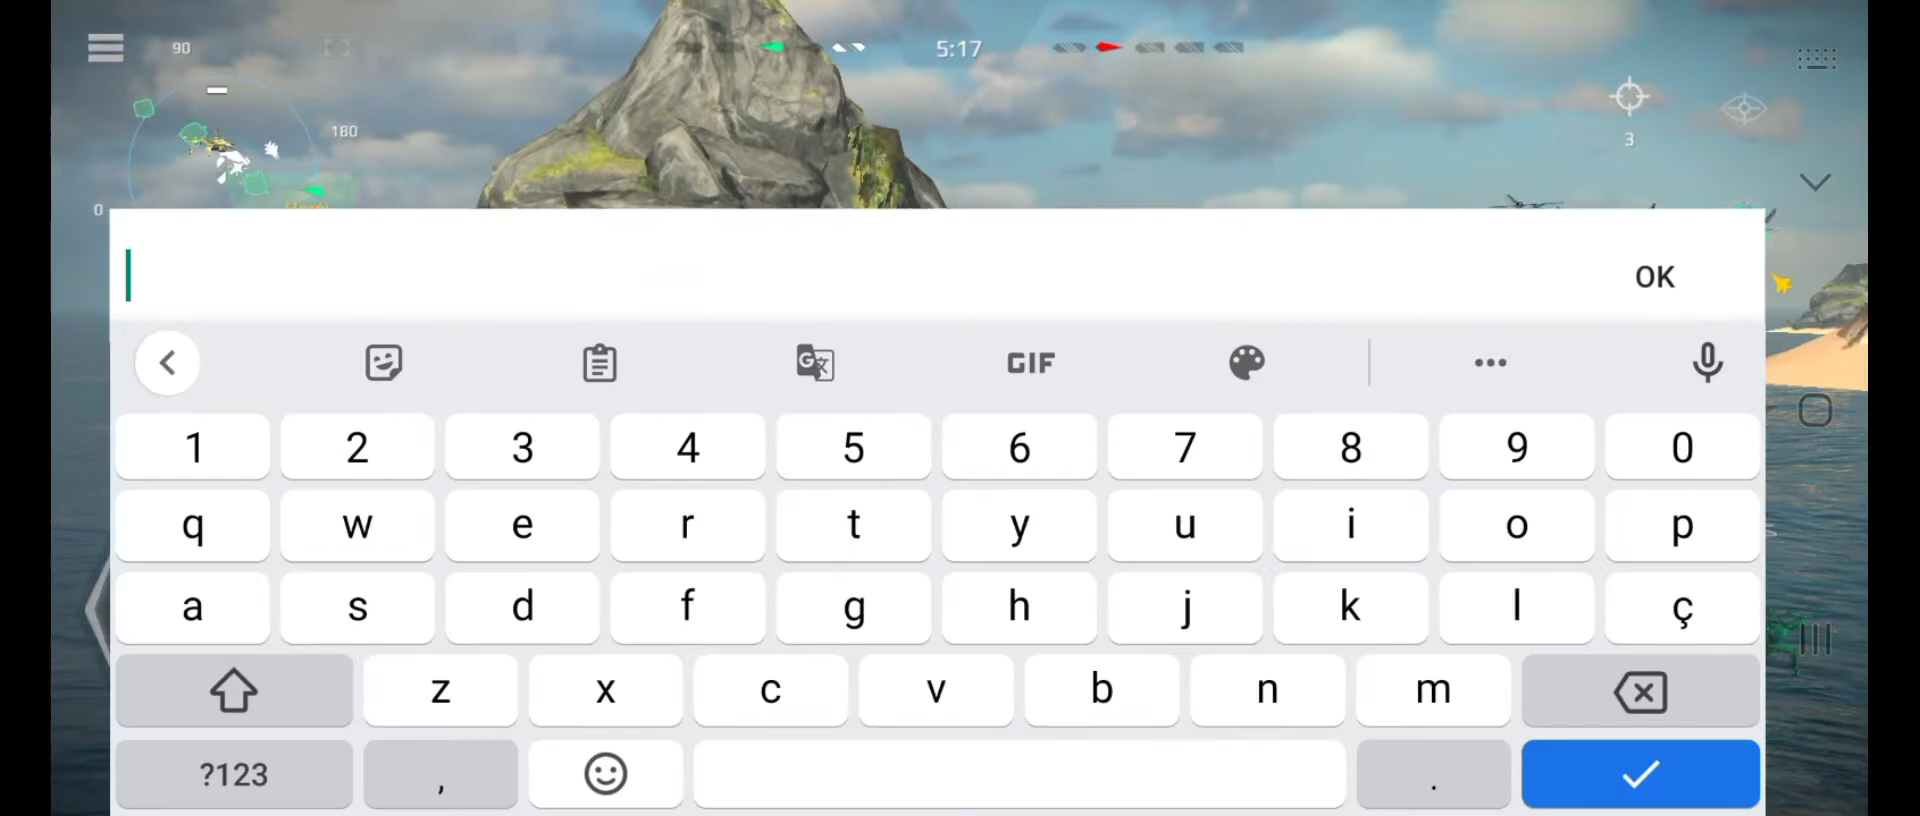 90
5:17
180
3
0
OK
GIF
1 2 3 4 5 6 7 8 9 0
q w e r t y u i o p
a s d f g h j k l ç
z x c v b n m
?123 , .